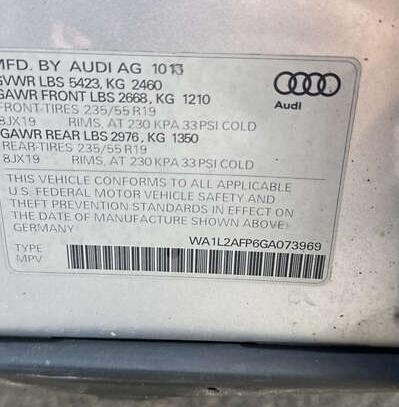 MFD. BY AUDI AG 1013
GVWR LBS 5423, KG 2460
GAWR FRONT LBS 2668, KG 1210
FRONT-TIRES 235/55 R19
8JX19 RIMS, AT 230 KPA 33 PSI COLD
GAWR REAR LBS 2976, KG 1350
REAR-TIRES 235/55 R19
8JX19 RIMS, AT 230 KPA 33 PSI COLD
THIS VEHICLE CONFORMS TO ALL APPLICABLE
U.S. FEDERAL MOTOR VEHICLE SAFETY AND
THEFT PREVENTION STANDARDS IN EFFECT ON
THE DATE OF MANUFACTURE SHOWN ABOVE.
GERMANY
TYPE
MPV
WA1L2AFP6GA073969
Audi